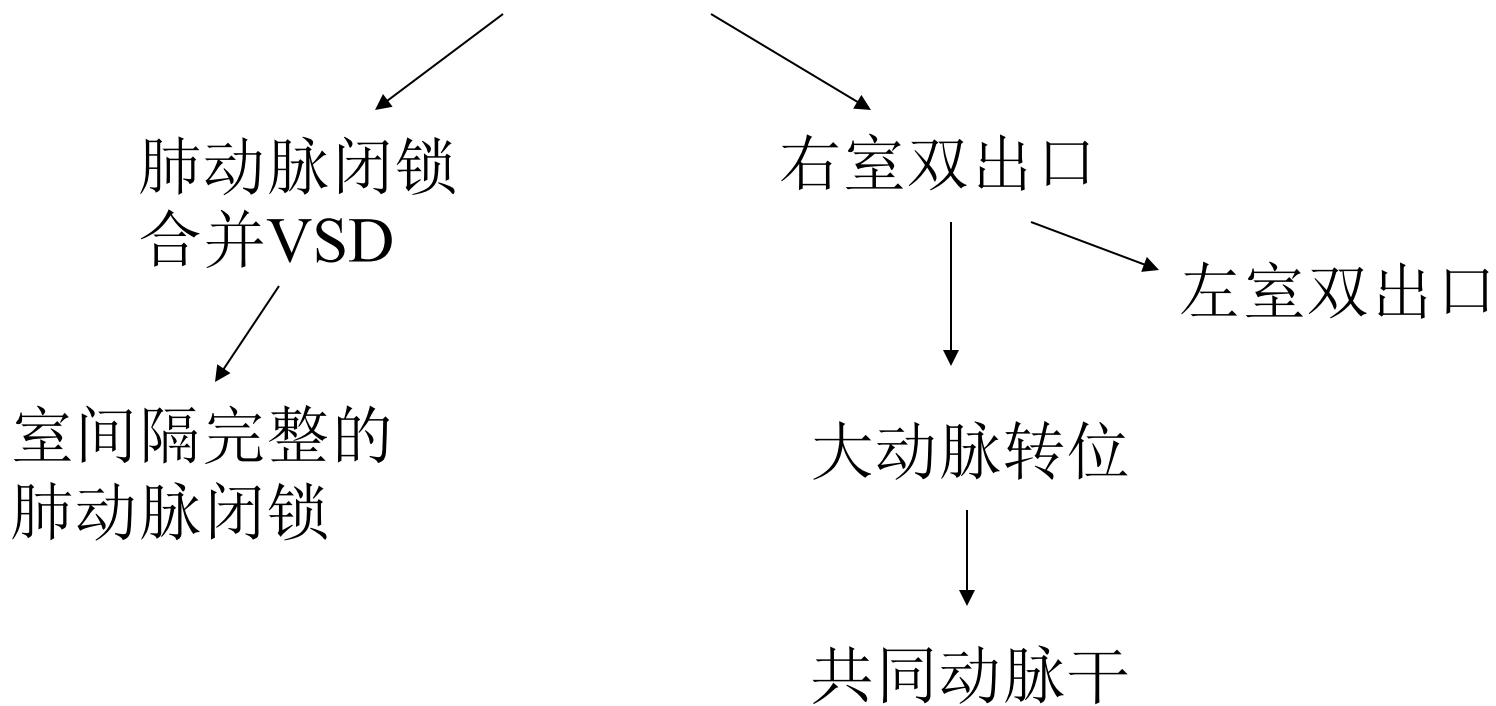 肺动脉闭锁
合并VSD
室间隔完整的
肺动脉闭锁
右室双出口
左室双出口
大动脉转位
共同动脉干